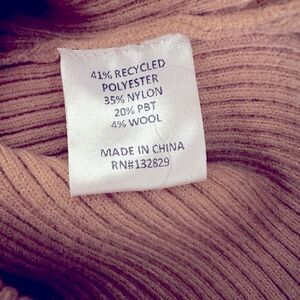 41% RECYCLED
POLYESTER
35% NYLON
20% PBT
4% WOOL
MADE IN CHINA
RN#132829